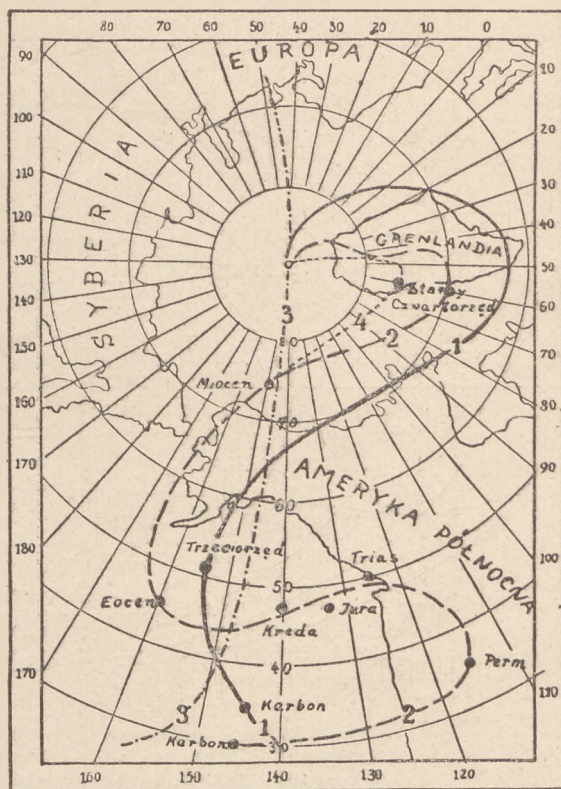 80 70 60 50 40 30 20 10 0
EUROPA
90 10
100 20
110 30
120 40
130 50
140 60
150 70
160 80
170 90
180 100
170 110
SYBERIA
GRENLANDIA
Stary
Czwartorzęd
3
4
2
1
80
Miocen
70
60
AMERYKA PÓŁNOCNA
Trzeciorzęd
Trias
50
Eocen
Jura
Kreda
40
Perm
Karbon
3
1
2
Karbon
30
160 150 140 130 120